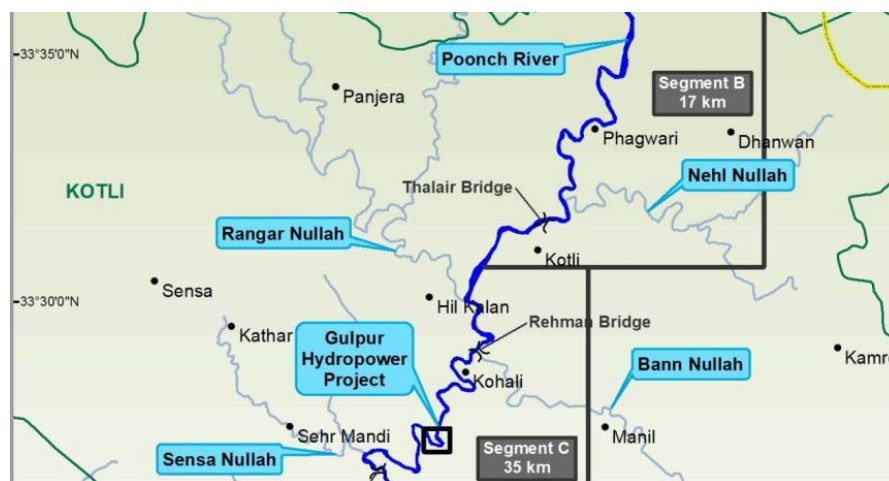 33°35'0"N
Poonch River
Panjera
Segment B
17 km
Phagwari
Dhanwan
KOTLI
Thalair Bridge
Nehl Nullah
Rangar Nullah
Kotli
Sensa
33°30'0"N
Hil Kalan
Rehman Bridge
Kathar
Gulpur
Hydropower
Project
Kohali
Bann Nullah
Sehr Mandi
Manil
Sensa Nullah
Segment C
35 km